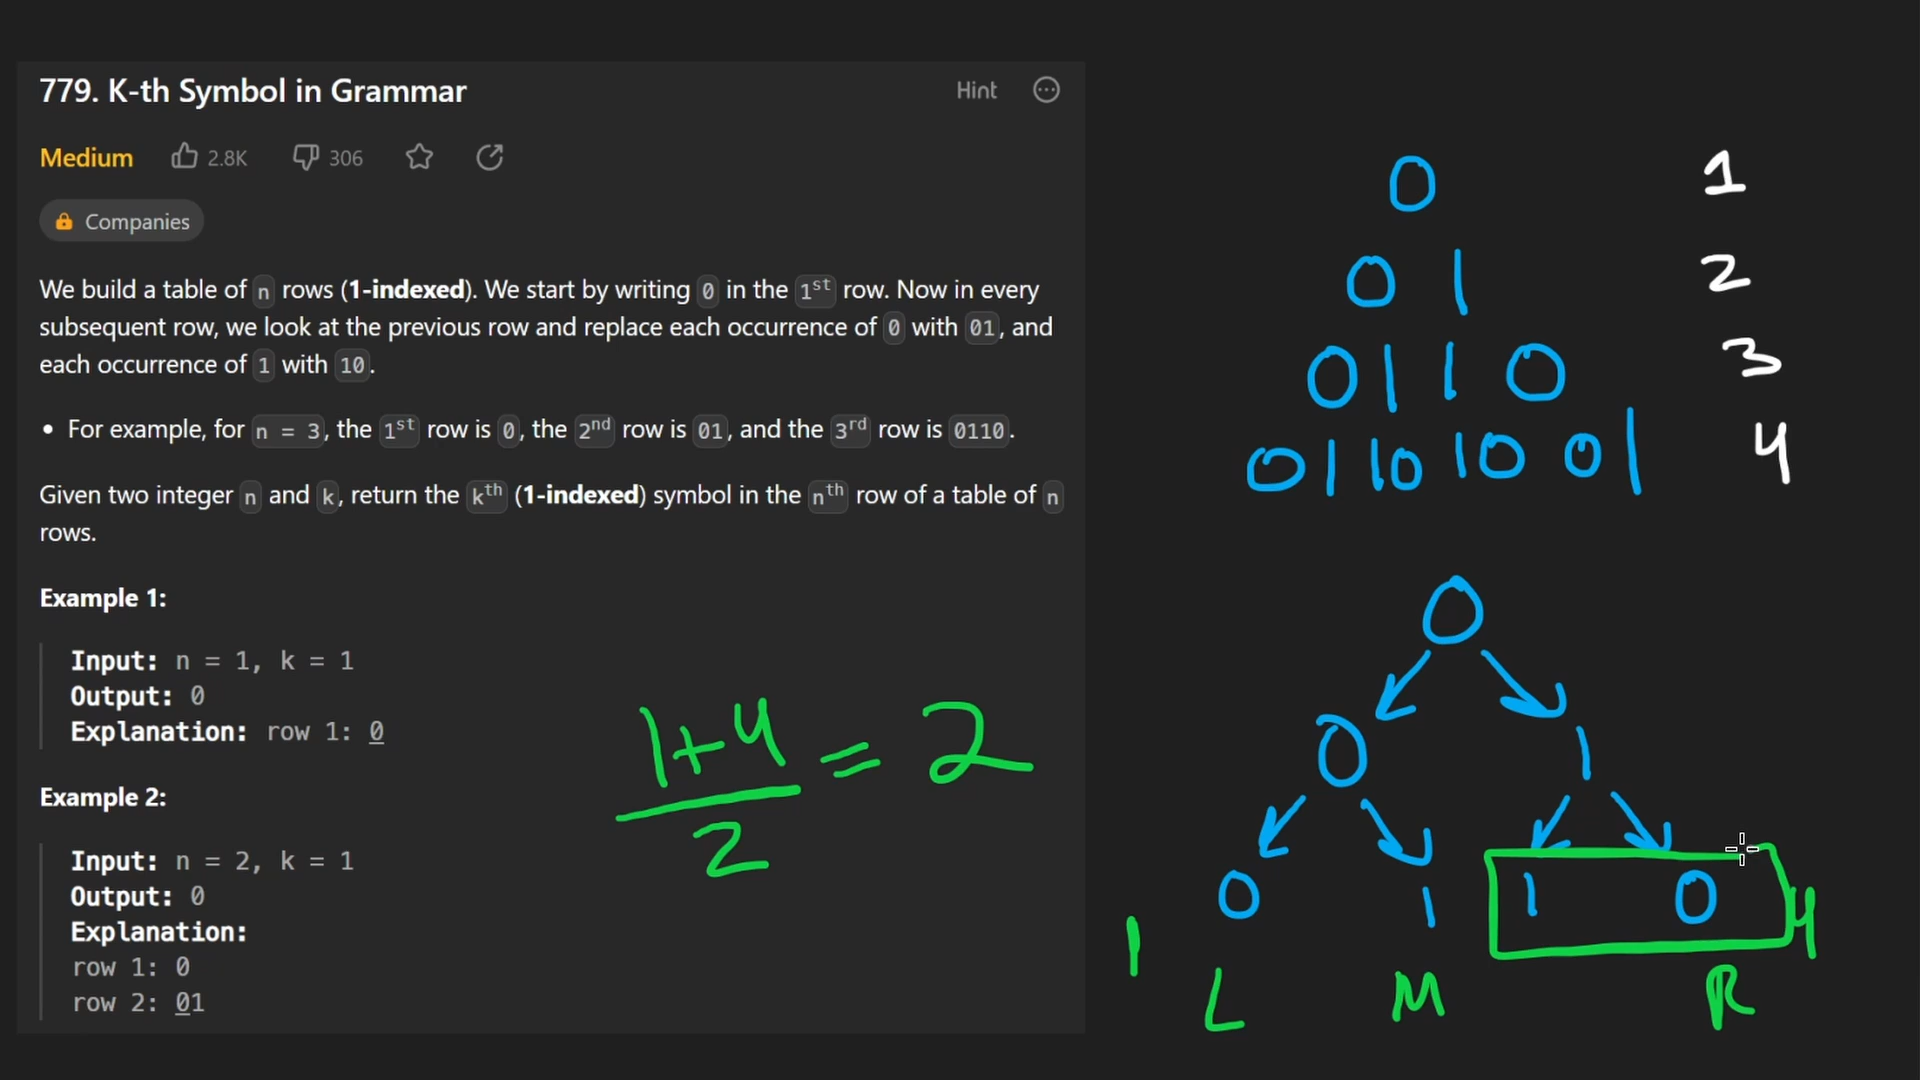 779. K-th Symbol in Grammar
Hint
Medium 2.8K 306
Companies
We build a table of n rows (1-indexed). We start by writing 0 in the 1st row. Now in every
subsequent row, we look at the previous row and replace each occurrence of 0 with 01, and
each occurrence of 1 with 10.
• For example, for n = 3, the 1st row is 0, the 2nd row is 01, and the 3rd row is 0110.
Given two integer n and k, return the kth (1-indexed) symbol in the nth row of a table of n
rows.
Example 1:
Input: n = 1, k = 1
Output: 0
Explanation: row 1: 0
Example 2:
Input: n = 2, k = 1
Output: 0
Explanation:
row 1: 0
row 2: 01
1+4
2
= 2
0 1
0 1 2
0 1 1 0 3
0 1 1 0 1 0 0 1 4
0
0 1
0 1 1 0
1 4
L M R